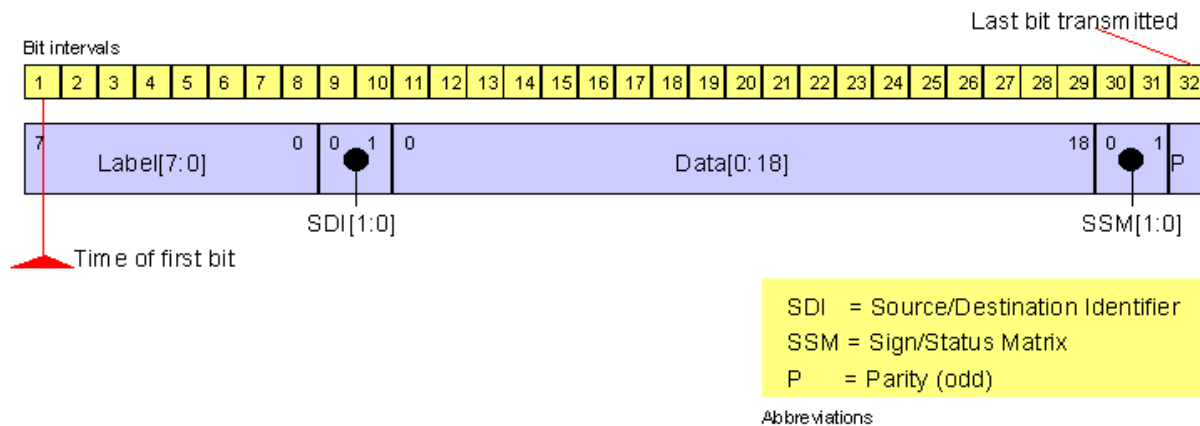 Last bit transmitted
Bit intervals
1 2 3 4 5 6 7 8 9 10 11 12 13 14 15 16 17 18 19 20 21 22 23 24 25 26 27 28 29 30 31 32
7 0 0 1 0 18 0 1
Label[7:0] Data[0:18] P
SDI[1:0] SSM[1:0]
Time of first bit
SDI = Source/Destination Identifier
SSM = Sign/Status Matrix
P = Parity (odd)
Abbreviations